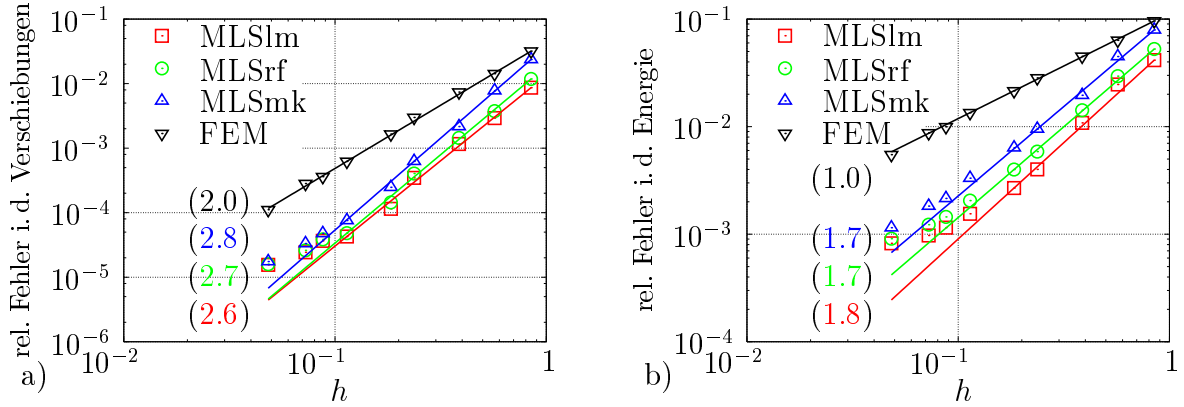 rel. Fehler i. d. Verschiebungen
10^-1
10^-2
10^-3
10^-4
10^-5
10^-6
MLSlm
MLSrf
MLSmk
FEM
(2.0)
(2.8)
(2.7)
(2.6)
10^-2
10^-1
1
a)
h
rel. Fehler i. d. Energie
10^-1
10^-2
10^-3
10^-4
MLSlm
MLSrf
MLSmk
FEM
(1.0)
(1.7)
(1.7)
(1.8)
10^-2
10^-1
1
b)
h